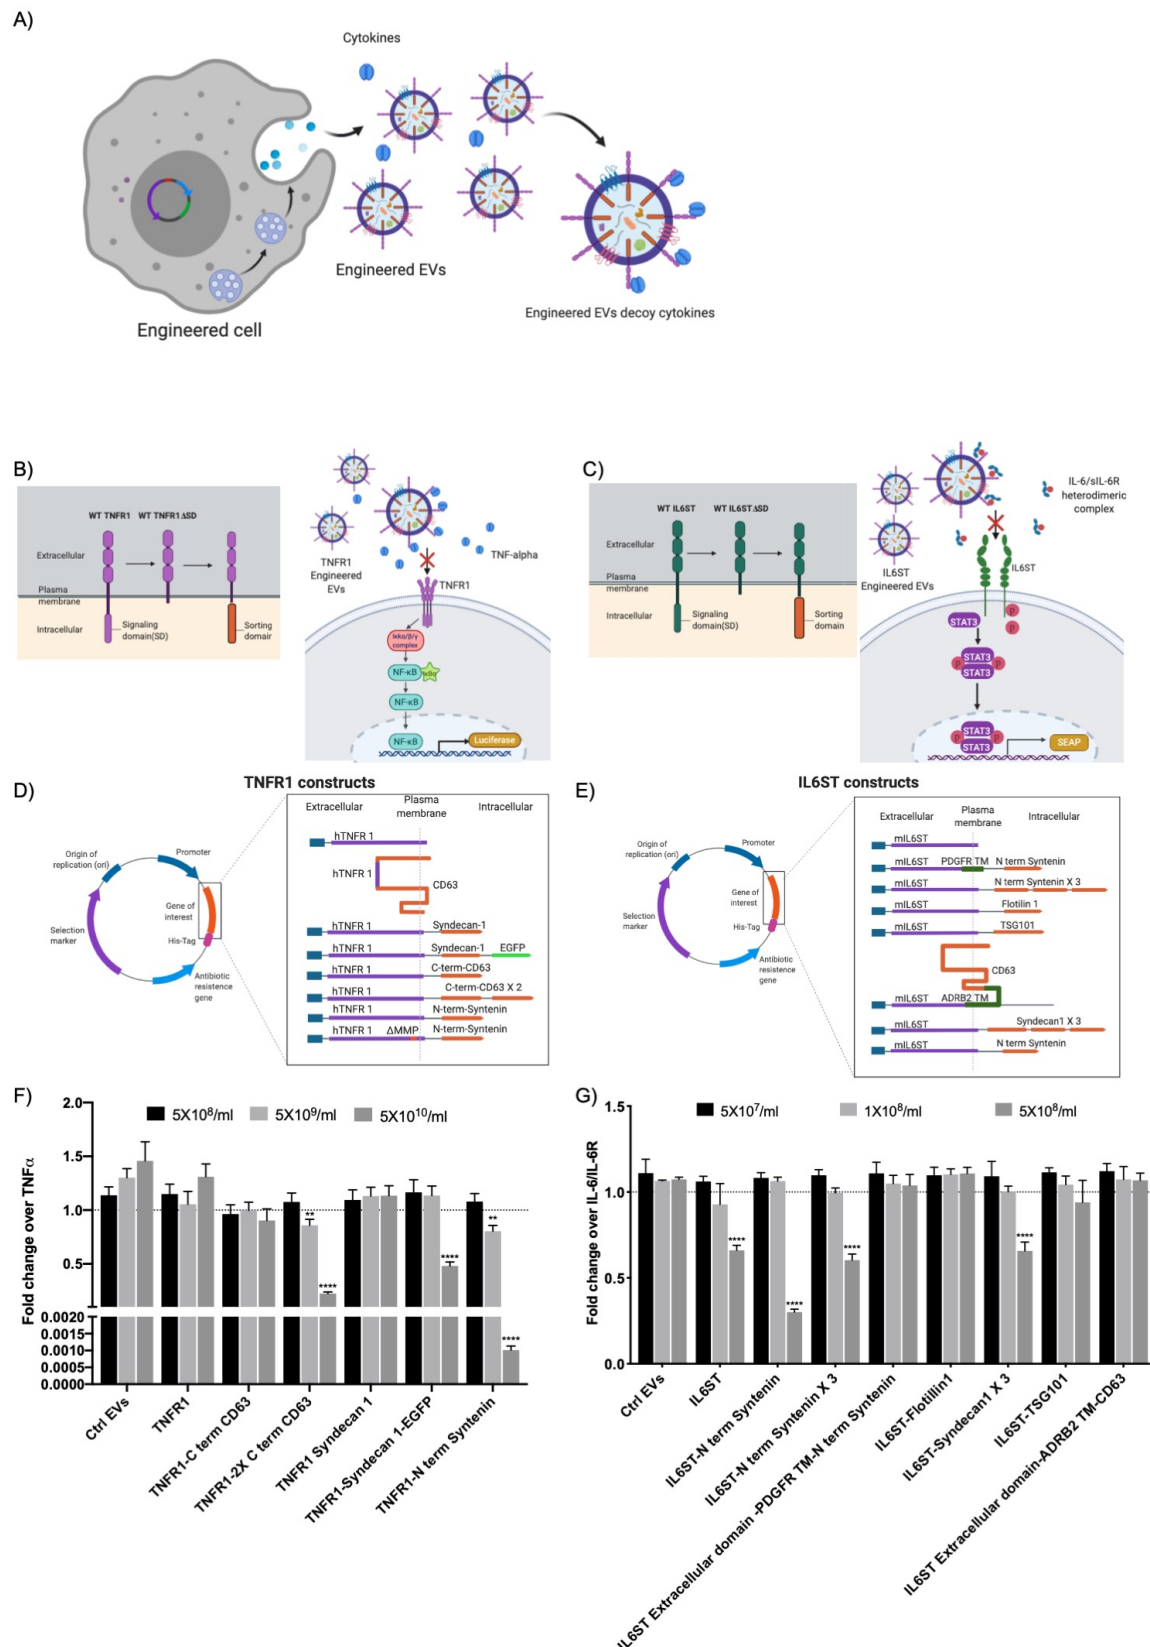 A)
Cytokines
Engineered EVs
Engineered cell
Engineered EVs decoy cytokines
B)
WT TNFR1 WT TNFR1 ΔSD
Extracellular
Plasma
membrane
Intracellular
Signaling
domain(SD)
Sorting
domain
TNFR1
Engineered
EVs
TNF-alpha
TNFR1
Ikkα/β/γ
complex
NF-κB
NF-κB
NF-κB
Luciferase
C)
WT IL6ST WT IL6ST ΔSD
Extracellular
Plasma
membrane
Intracellular
Signaling
domain(SD)
Sorting
domain
IL-6/sIL-6R
heterodimeric
complex
IL6ST
Engineered EVs
IL6ST
P
P
STAT3
P STAT3 P
STAT3
P STAT3 P
STAT3
SEAP
D)
TNFR1 constructs
Origin of
replication (ori)
Promoter
Gene of
interest
His-Tag
Selection
marker
Antibiotic
resistence
gene
Extracellular
Plasma
membrane
Intracellular
hTNFR 1
hTNFR 1
CD63
hTNFR 1 Syndecan-1
hTNFR 1 Syndecan-1 EGFP
hTNFR 1 C-term-CD63
hTNFR 1 C-term-CD63 X 2
hTNFR 1 N-term-Syntenin
hTNFR 1 ΔMMP N-term-Syntenin
E)
IL6ST constructs
Origin of
replication (ori)
Promoter
Gene of
interest
His-Tag
Selection
marker
Antibiotic
resistence
gene
Extracellular
Plasma
membrane
Intracellular
mIL6ST
mIL6ST PDGFR TM N term Syntenin
mIL6ST N term Syntenin X 3
mIL6ST Flotilin 1
mIL6ST TSG101
CD63
mIL6ST ADRB2 TM
mIL6ST Syndecan1 X 3
mIL6ST N term Syntenin
F)
5X10⁸/ml 5X10⁹/ml 5X10¹⁰/ml
Fold change over TNFα
2.0
1.5
1.0
0.5
0.0020
0.0015
0.0010
0.0005
0.0000
**
****
****
**
****
Ctrl EVs
TNFR1
TNFR1-C term CD63
TNFR1-2X C term CD63
TNFR1 Syndecan 1
TNFR1-Syndecan 1-EGFP
TNFR1-N term Syntenin
G)
5X10⁷/ml 1X10⁸/ml 5X10⁸/ml
Fold change over IL-6/IL-6R
1.5
1.0
0.5
0.0
****
****
****
****
Ctrl EVs
IL6ST
IL6ST-N term Syntenin
IL6ST-N term Syntenin X 3
IL6ST Extracellular domain -PDGFR TM-N term Syntenin
IL6ST-Flotillin1
IL6ST-Syndecan1 X 3
IL6ST-TSG101
IL6ST Extracellular domain-ADRB2 TM-CD63